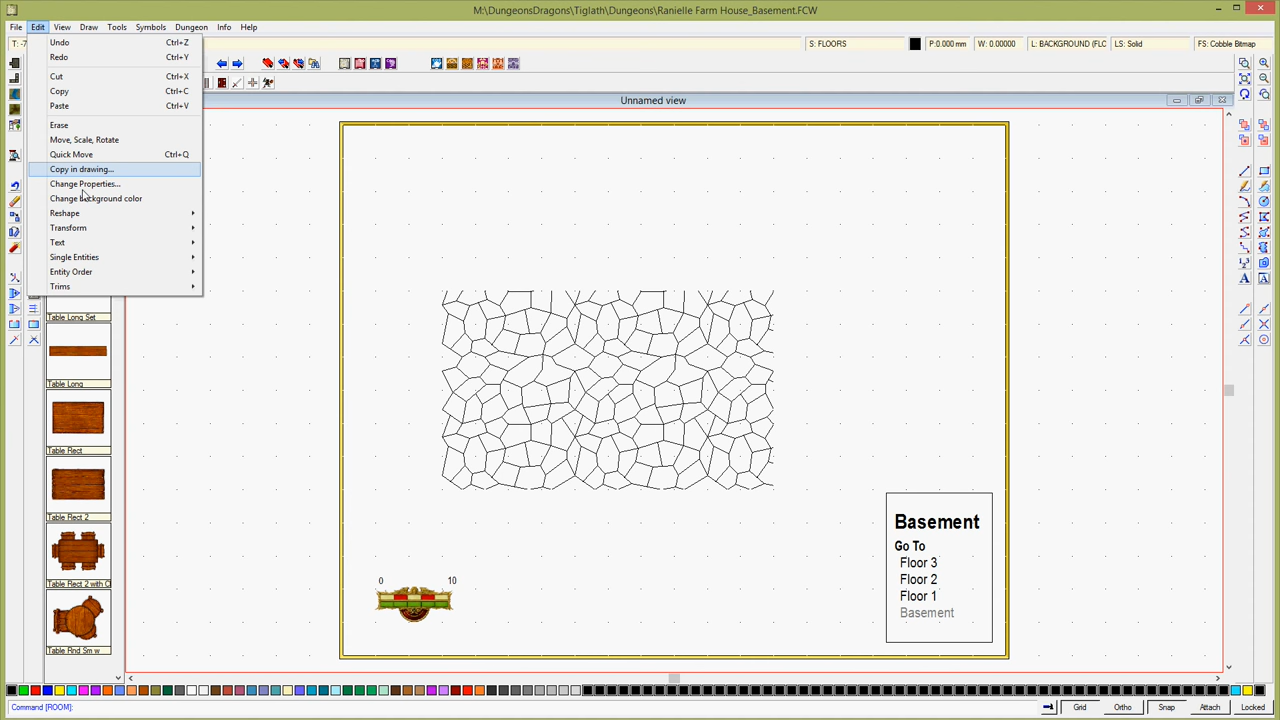 M:\DungeonsDragons\Tiglath\Dungeons\Ranielle Farm House_Basement.FCW
File Edit View Draw Tools Symbols Dungeon Info Help
T: -7 S: FLOORS P:0.000 mm W: 0.00000 L: BACKGROUND (FLO LS: Solid FS: Cobble Bitmap
Undo Ctrl+Z
Redo Ctrl+Y
Cut Ctrl+X
Copy Ctrl+C
Paste Ctrl+V
Erase
Move, Scale, Rotate
Quick Move Ctrl+Q
Copy in drawing...
Change Properties...
Change background color
Reshape
Transform
Text
Single Entities
Entity Order
Trims
Unnamed view
Table Long Set
Table Long
Table Rect
Table Rect 2
Table Rect 2 with Cl
Table Rnd Sm w
0 10
Basement
Go To
Floor 3
Floor 2
Floor 1
Basement
Command [ROOM]:
Grid Ortho Snap Attach Locked